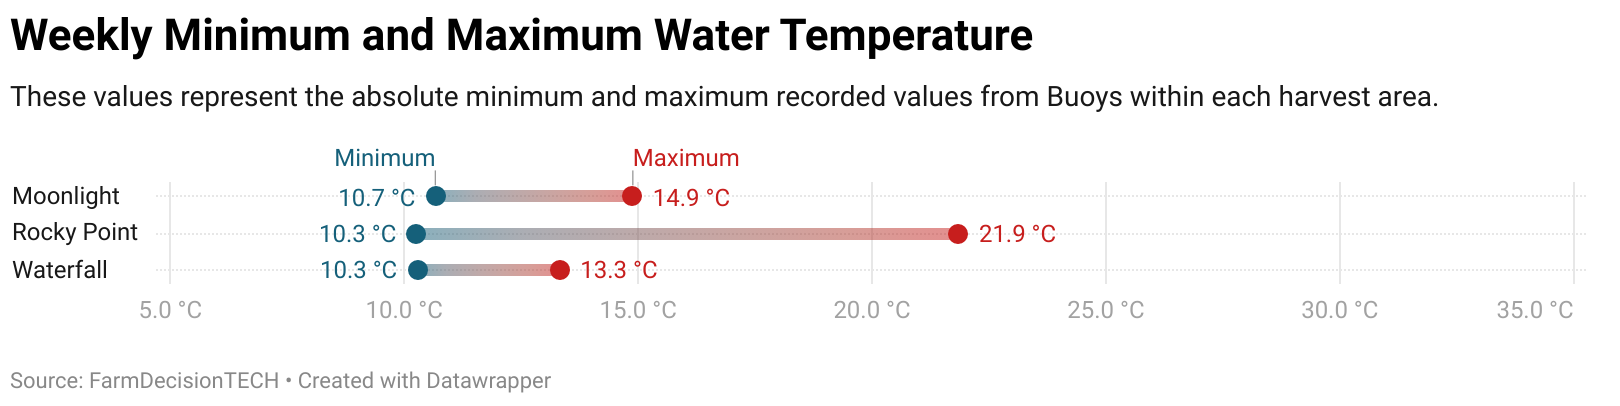 Weekly Minimum and Maximum Water Temperature
These values represent the absolute minimum and maximum recorded values from Buoys within each harvest area.
Minimum Maximum
Moonlight 10.7 °C 14.9 °C
Rocky Point 10.3 °C 21.9 °C
Waterfall 10.3 °C 13.3 °C
5.0 °C 10.0 °C 15.0 °C 20.0 °C 25.0 °C 30.0 °C 35.0 °C
Source: FarmDecisionTECH • Created with Datawrapper